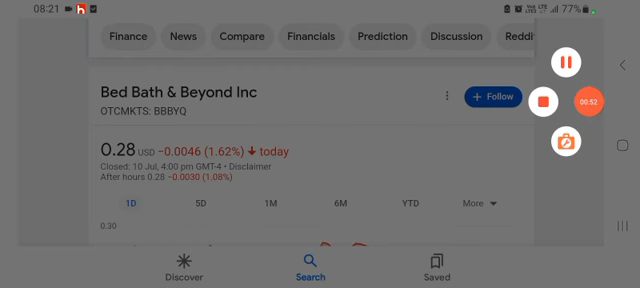 08:21 77%
Finance News Compare Financials Prediction Discussion Reddi
Bed Bath & Beyond Inc
OTCMKTS: BBBYQ
+ Follow
00:52
0.28 USD −0.0046 (1.62%) ↓ today
Closed: 10 Jul, 4:00 pm GMT-4 • Disclaimer
After hours 0.28 −0.0030 (1.08%)
1D 5D 1M 6M YTD More
0.30
Discover Search Saved